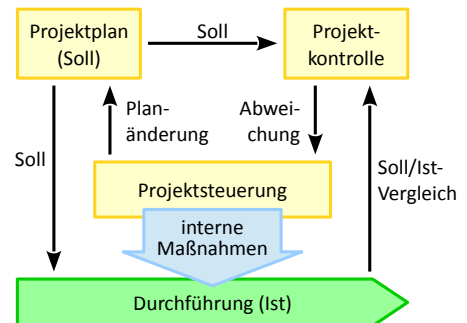 Projektplan
(Soll)
Soll
Projekt-
kontrolle
Soll
Plan-
änderung
Abwei-
chung
Soll/Ist-
Vergleich
Projektsteuerung
interne
Maßnahmen
Durchführung (Ist)